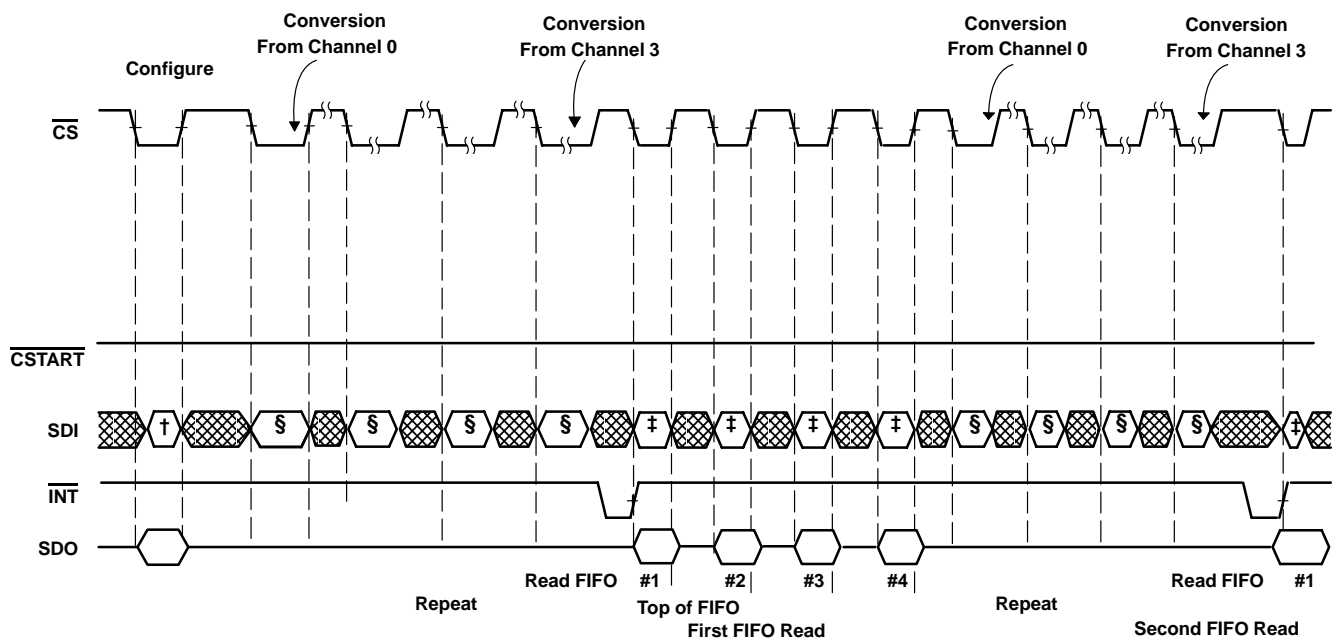 Conversion
From Channel 0
Conversion
From Channel 3
Conversion
From Channel 0
Conversion
From Channel 3
Configure
CS
CSTART
SDI
† § § § § ‡ ‡ ‡ ‡ § § § § ‡
INT
SDO
Read FIFO #1 #2 #3 #4 Read FIFO #1
Repeat Top of FIFO Repeat
First FIFO Read Second FIFO Read